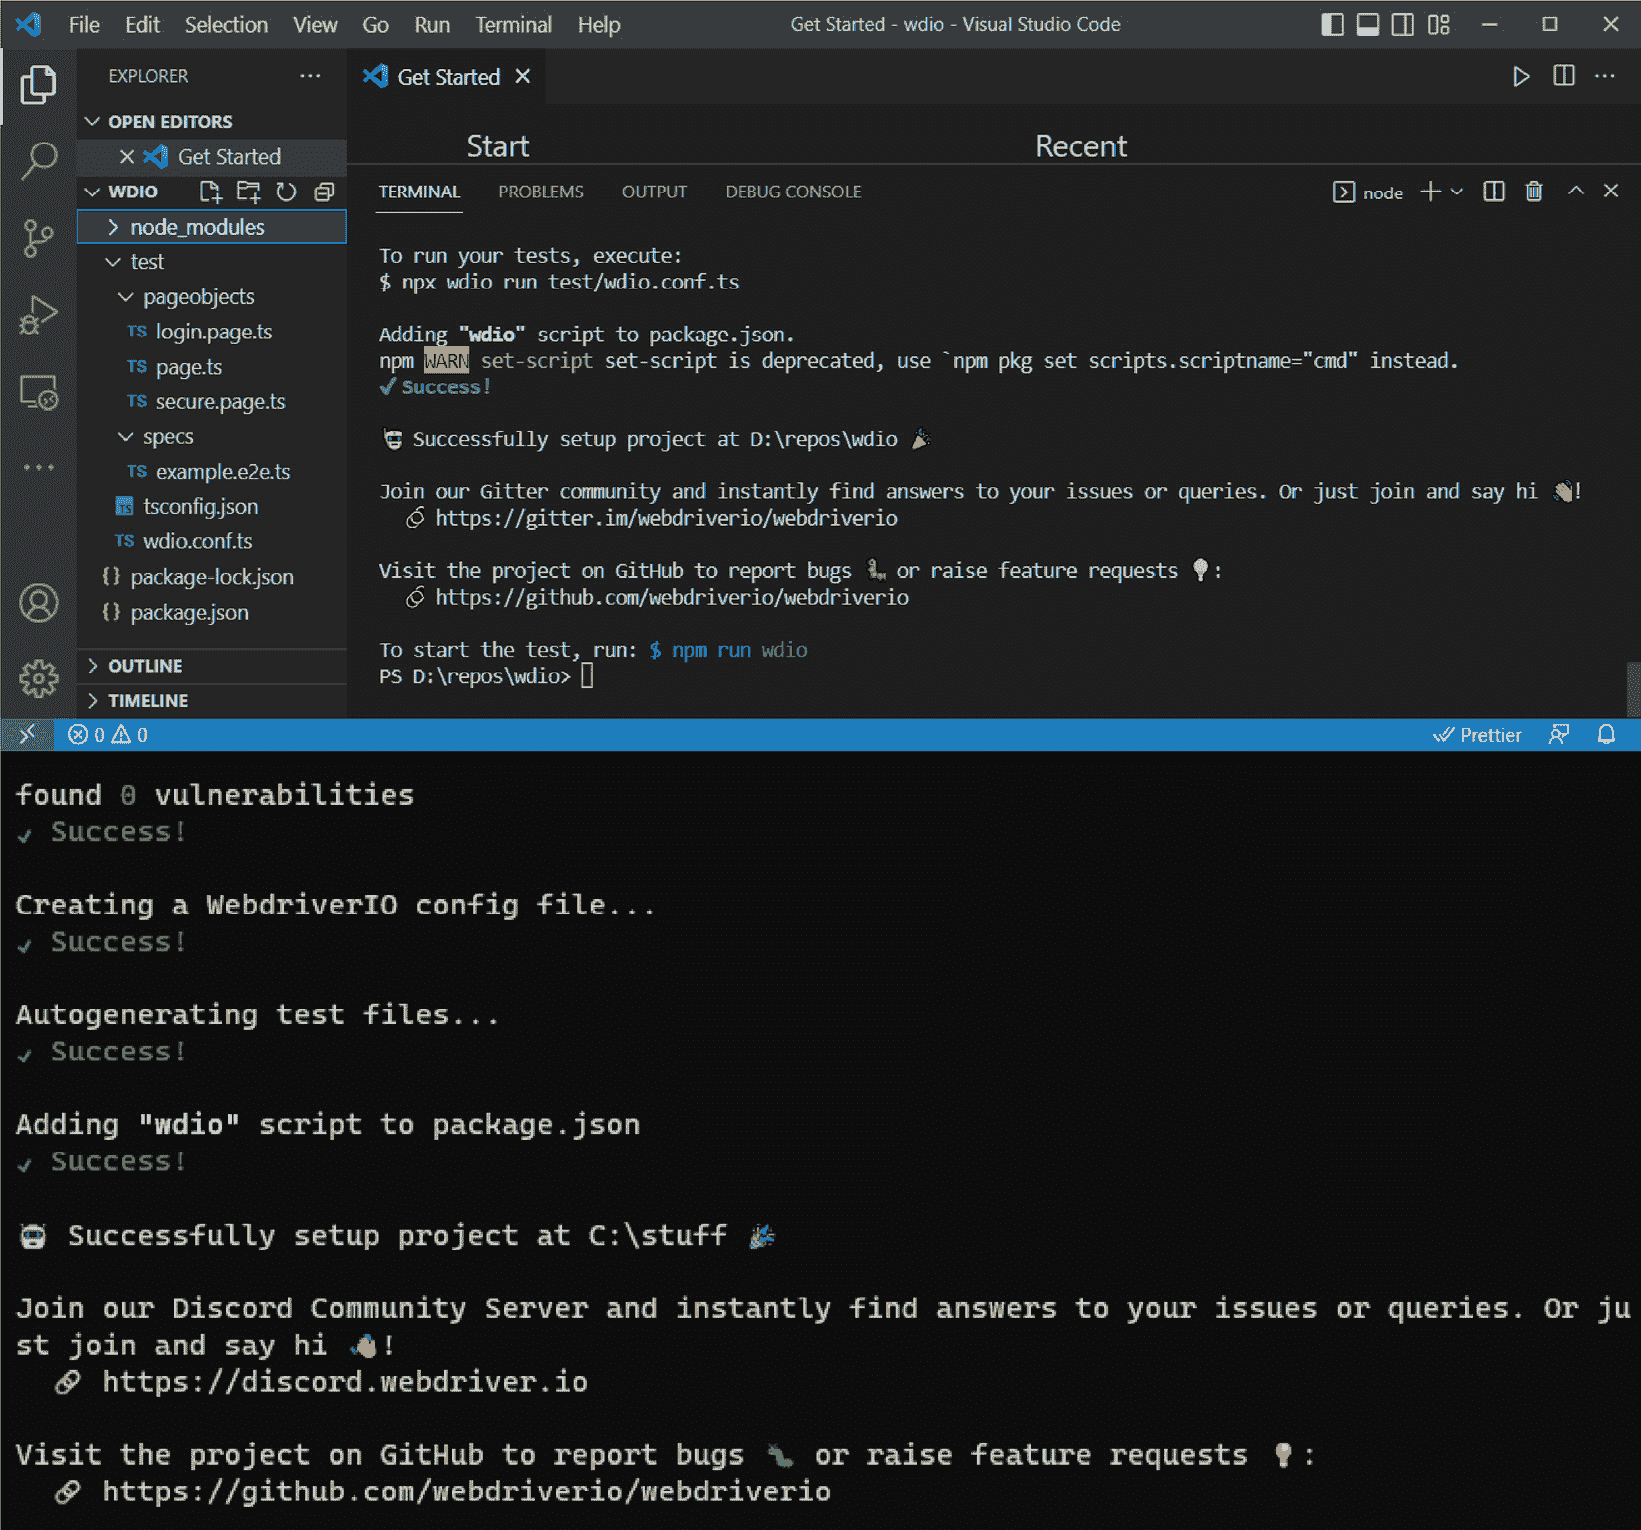 File Edit Selection View Go Run Terminal Help Get Started - wdio - Visual Studio Code
EXPLORER
Get Started
OPEN EDITORS
Get Started
WDIO
node_modules
test
pageobjects
TS login.page.ts
TS page.ts
TS secure.page.ts
specs
TS example.e2e.ts
TS tsconfig.json
TS wdio.conf.ts
{} package-lock.json
{} package.json
OUTLINE
TIMELINE
Start Recent
TERMINAL PROBLEMS OUTPUT DEBUG CONSOLE node
To run your tests, execute:
$ npx wdio run test/wdio.conf.ts
Adding "wdio" script to package.json.
npm WARN set-script set-script is deprecated, use `npm pkg set scripts.scriptname="cmd" instead.
✔ Success!
🤖 Successfully setup project at D:\repos\wdio 🎉
Join our Gitter community and instantly find answers to your issues or queries. Or just join and say hi 👋!
🔗 https://gitter.im/webdriverio/webdriverio
Visit the project on GitHub to report bugs 🐛 or raise feature requests 💡:
🔗 https://github.com/webdriverio/webdriverio
To start the test, run: $ npm run wdio
PS D:\repos\wdio>
0 0 Prettier
found 0 vulnerabilities
✔ Success!
Creating a WebdriverIO config file...
✔ Success!
Autogenerating test files...
✔ Success!
Adding "wdio" script to package.json
✔ Success!
🤖 Successfully setup project at C:\stuff 🎉
Join our Discord Community Server and instantly find answers to your issues or queries. Or ju
st join and say hi 👋!
🔗 https://discord.webdriver.io
Visit the project on GitHub to report bugs 🐛 or raise feature requests 💡:
🔗 https://github.com/webdriverio/webdriverio